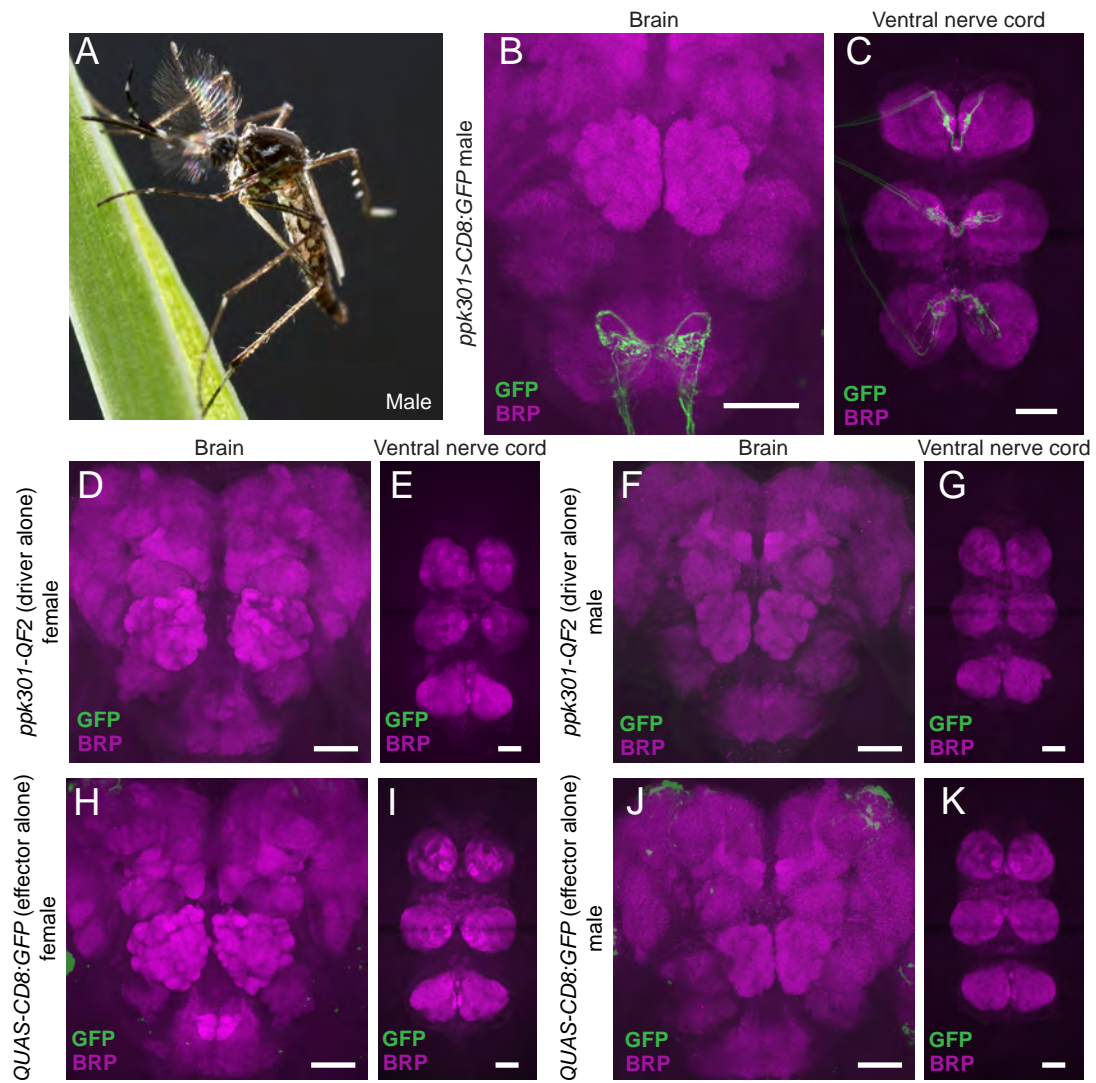 Brain
Ventral nerve cord
A
Male
ppk301>CD8:GFP male
B
GFP
BRP
C
GFP
BRP
Brain
Ventral nerve cord
Brain
Ventral nerve cord
ppk301-QF2 (driver alone)
female
D
GFP
BRP
E
GFP
BRP
ppk301-QF2 (driver alone)
male
F
GFP
BRP
G
GFP
BRP
QUAS-CD8:GFP (effector alone)
female
H
GFP
BRP
I
GFP
BRP
QUAS-CD8:GFP (effector alone)
male
J
GFP
BRP
K
GFP
BRP